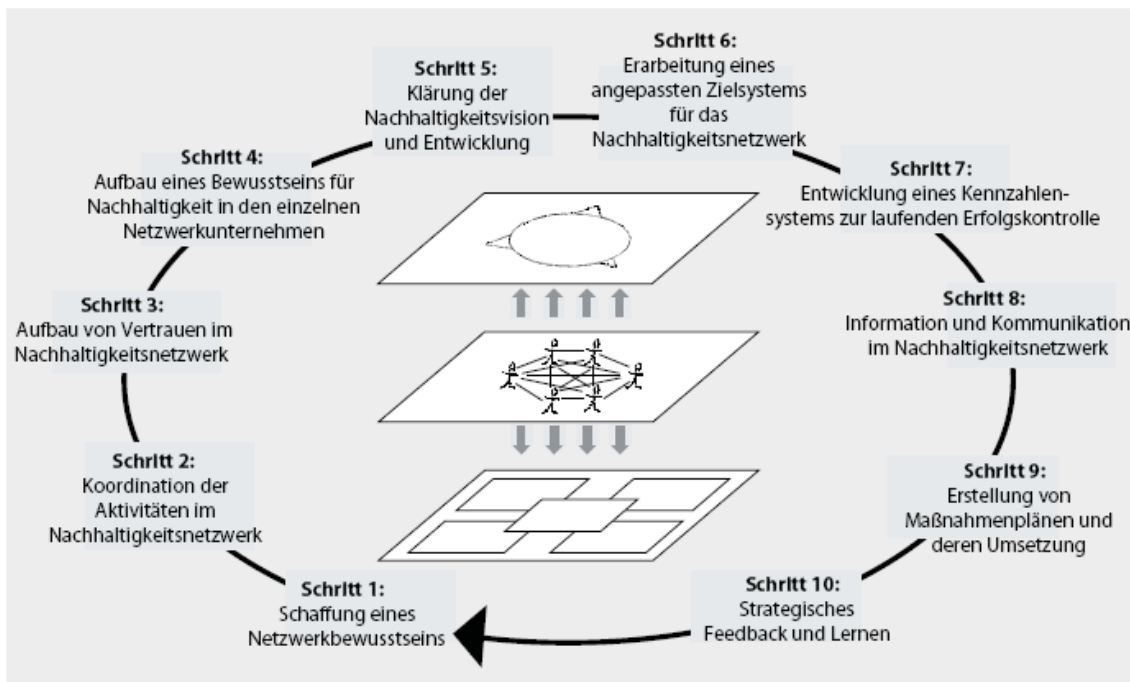 Schritt 1:
Schaffung eines
Netzwerkbewusstseins
Schritt 2:
Koordination der
Aktivitäten im
Nachhaltigkeitsnetzwerk
Schritt 3:
Aufbau von Vertrauen im
Nachhaltigkeitsnetzwerk
Schritt 4:
Aufbau eines Bewusstseins für
Nachhaltigkeit in den einzelnen
Netzwerkunternehmen
Schritt 5:
Klärung der
Nachhaltigkeitsvision
und Entwicklung
Schritt 6:
Erarbeitung eines
angepassten Zielsystems
für das
Nachhaltigkeitsnetzwerk
Schritt 7:
Entwicklung eines Kennzahlen-
systems zur laufenden Erfolgskontrolle
Schritt 8:
Information und Kommunikation
im Nachhaltigkeitsnetzwerk
Schritt 9:
Erstellung von
Maßnahmenplänen und
deren Umsetzung
Schritt 10:
Strategisches
Feedback und Lernen